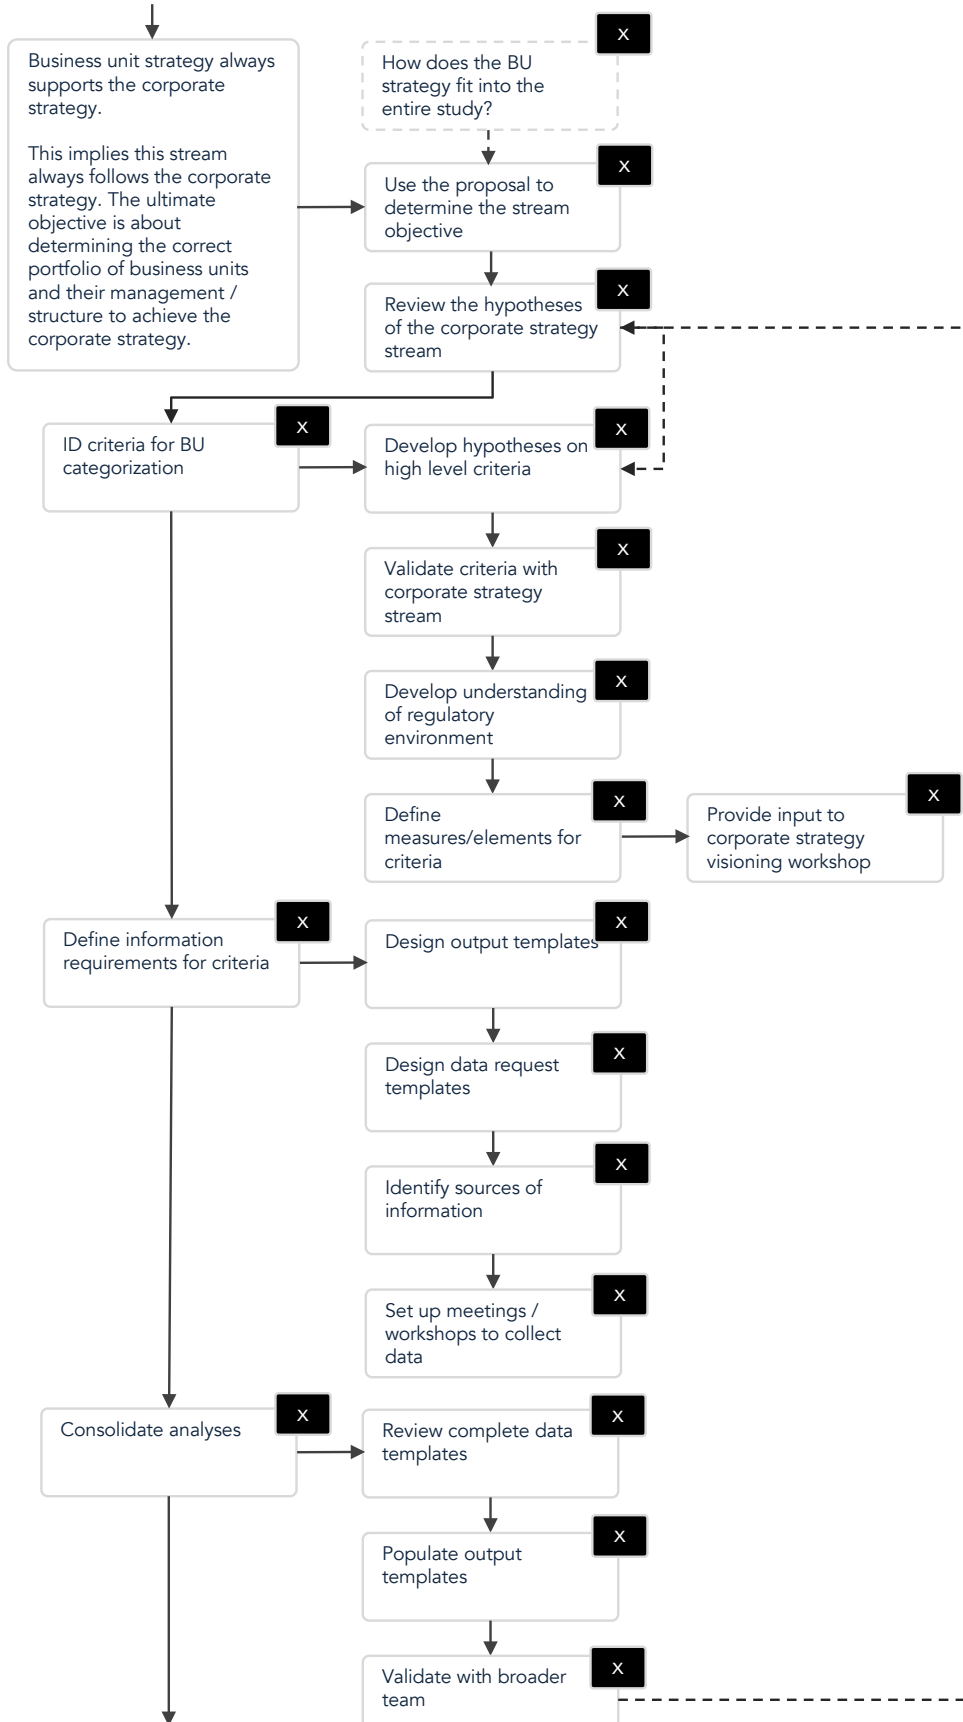 X
Business unit strategy always
supports the corporate
strategy.
This implies this stream
always follows the corporate
strategy. The ultimate
objective is about
determining the correct
portfolio of business units
and their management /
structure to achieve the
corporate strategy.
How does the BU
strategy fit into the
entire study?
X
Use the proposal to
determine the stream
objective
X
Review the hypotheses
of the corporate strategy
stream
X
ID criteria for BU
categorization
X
Develop hypotheses on
high level criteria
X
Validate criteria with
corporate strategy
stream
X
Develop understanding
of regulatory
environment
X
Define
measures/elements for
criteria
X
Provide input to
corporate strategy
visioning workshop
X
Define information
requirements for criteria
X
Design output templates
X
Design data request
templates
X
Identify sources of
information
X
Set up meetings /
workshops to collect
data
X
Consolidate analyses
X
Review complete data
templates
X
Populate output
templates
X
Validate with broader
team